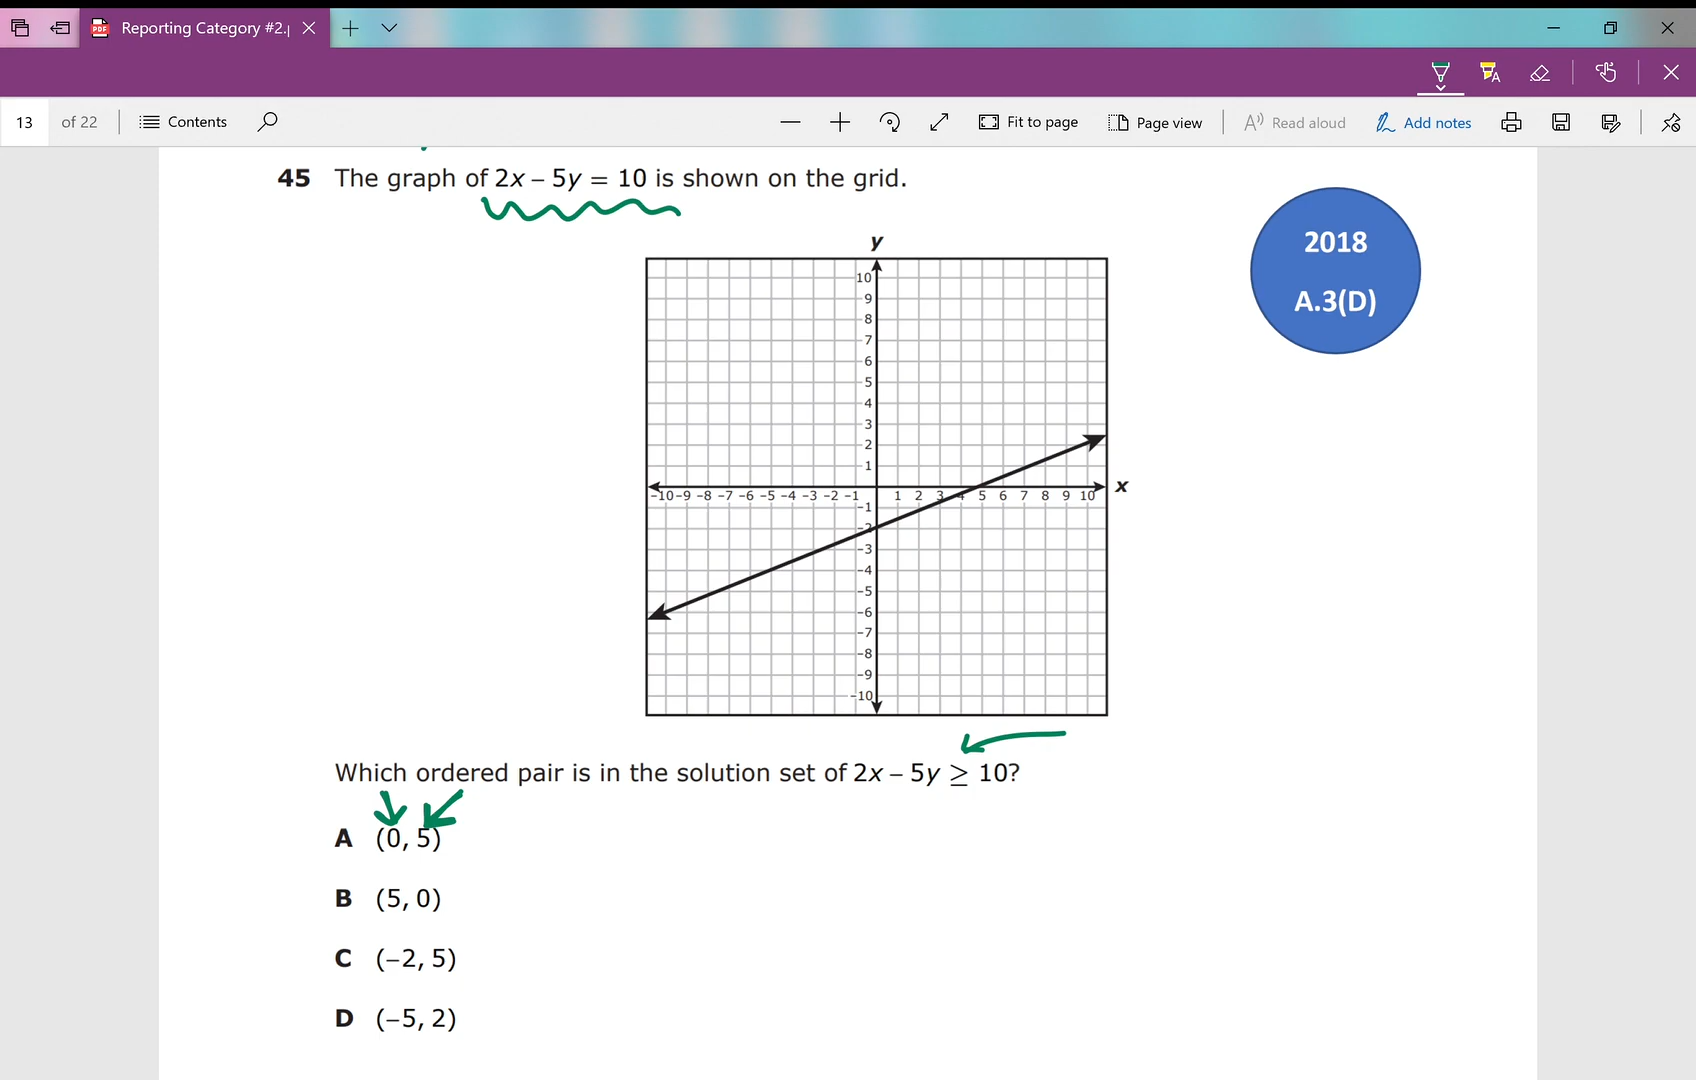 Reporting Category #2.p
13 of 22 Contents Fit to page Page view Read aloud Add notes
45 The graph of 2x – 5y = 10 is shown on the grid.
2018
A.3(D)
y
10
9
8
7
6
5
4
3
2
1
-10 -9 -8 -7 -6 -5 -4 -3 -2 -1 1 2 3 4 5 6 7 8 9 10 x
-1
-2
-3
-4
-5
-6
-7
-8
-9
-10
Which ordered pair is in the solution set of 2x – 5y ≥ 10?
A (0, 5)
B (5, 0)
C (–2, 5)
D (–5, 2)